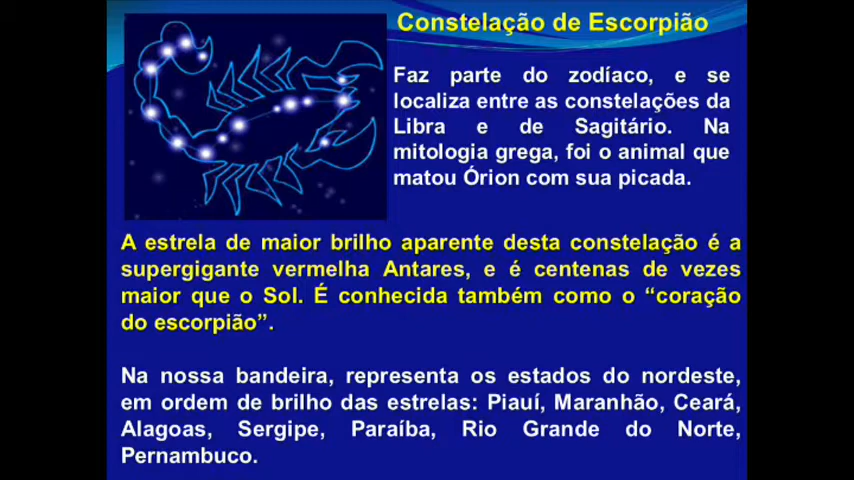 Constelação de Escorpião
Faz parte do zodíaco, e se
localiza entre as constelações da
Libra e de Sagitário. Na
mitologia grega, foi o animal que
matou Órion com sua picada.
A estrela de maior brilho aparente desta constelação é a
supergigante vermelha Antares, e é centenas de vezes
maior que o Sol. É conhecida também como o “coração
do escorpião”.
Na nossa bandeira, representa os estados do nordeste,
em ordem de brilho das estrelas: Piauí, Maranhão, Ceará,
Alagoas, Sergipe, Paraíba, Rio Grande do Norte,
Pernambuco.